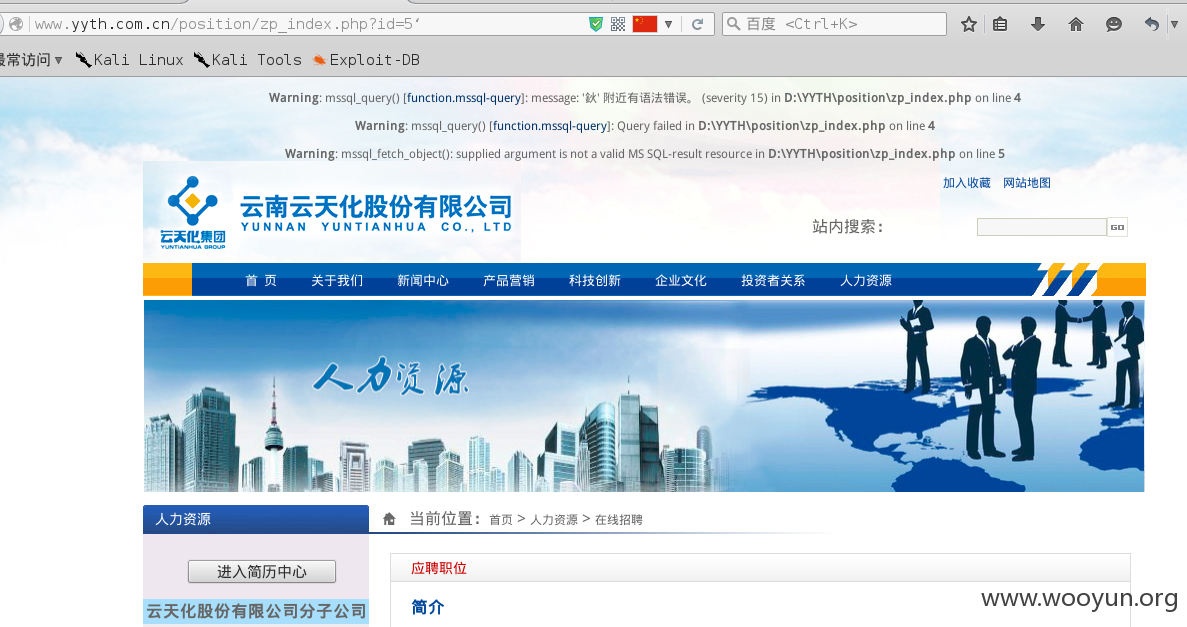 www.yyth.com.cn/position/zp_index.php?id=5‘
百度 <Ctrl+K>
最常访问 Kali Linux Kali Tools Exploit-DB
Warning: mssql_query() [function.mssql-query]: message: '鈥' 附近有语法错误。 (severity 15) in D:\YYTH\position\zp_index.php on line 4
Warning: mssql_query() [function.mssql-query]: Query failed in D:\YYTH\position\zp_index.php on line 4
Warning: mssql_fetch_object(): supplied argument is not a valid MS SQL-result resource in D:\YYTH\position\zp_index.php on line 5
加入收藏 网站地图
云天化集团
YUNTIANHUA GROUP
云南云天化股份有限公司
YUNNAN YUNTIANHUA CO., LTD
站内搜索: GO
首 页 关于我们 新闻中心 产品营销 科技创新 企业文化 投资者关系 人力资源
人力资源
人力资源
当前位置: 首页 > 人力资源 > 在线招聘
进入简历中心
云天化股份有限公司分子公司
应聘职位
简介
www.wooyun.org